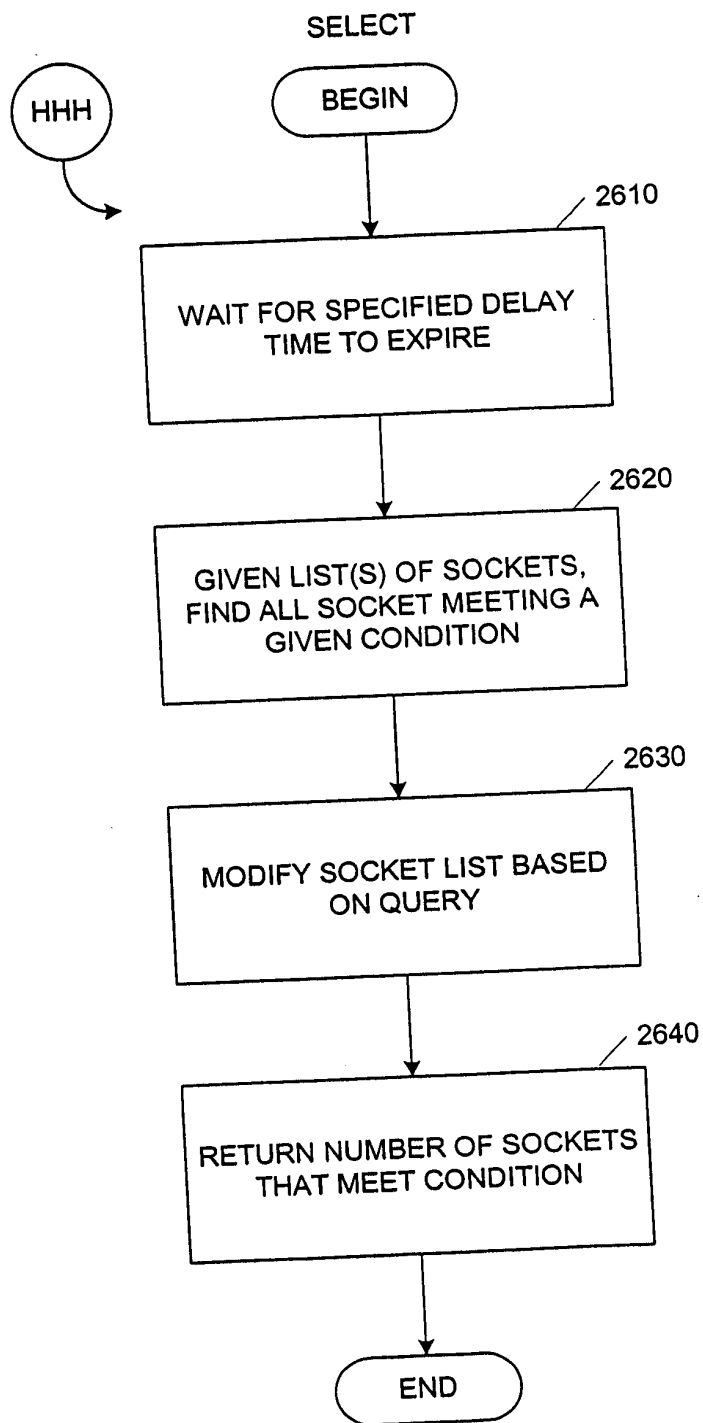 SELECT
HHH
BEGIN
2610
WAIT FOR SPECIFIED DELAY
TIME TO EXPIRE
2620
GIVEN LIST(S) OF SOCKETS,
FIND ALL SOCKET MEETING A
GIVEN CONDITION
2630
MODIFY SOCKET LIST BASED
ON QUERY
2640
RETURN NUMBER OF SOCKETS
THAT MEET CONDITION
END